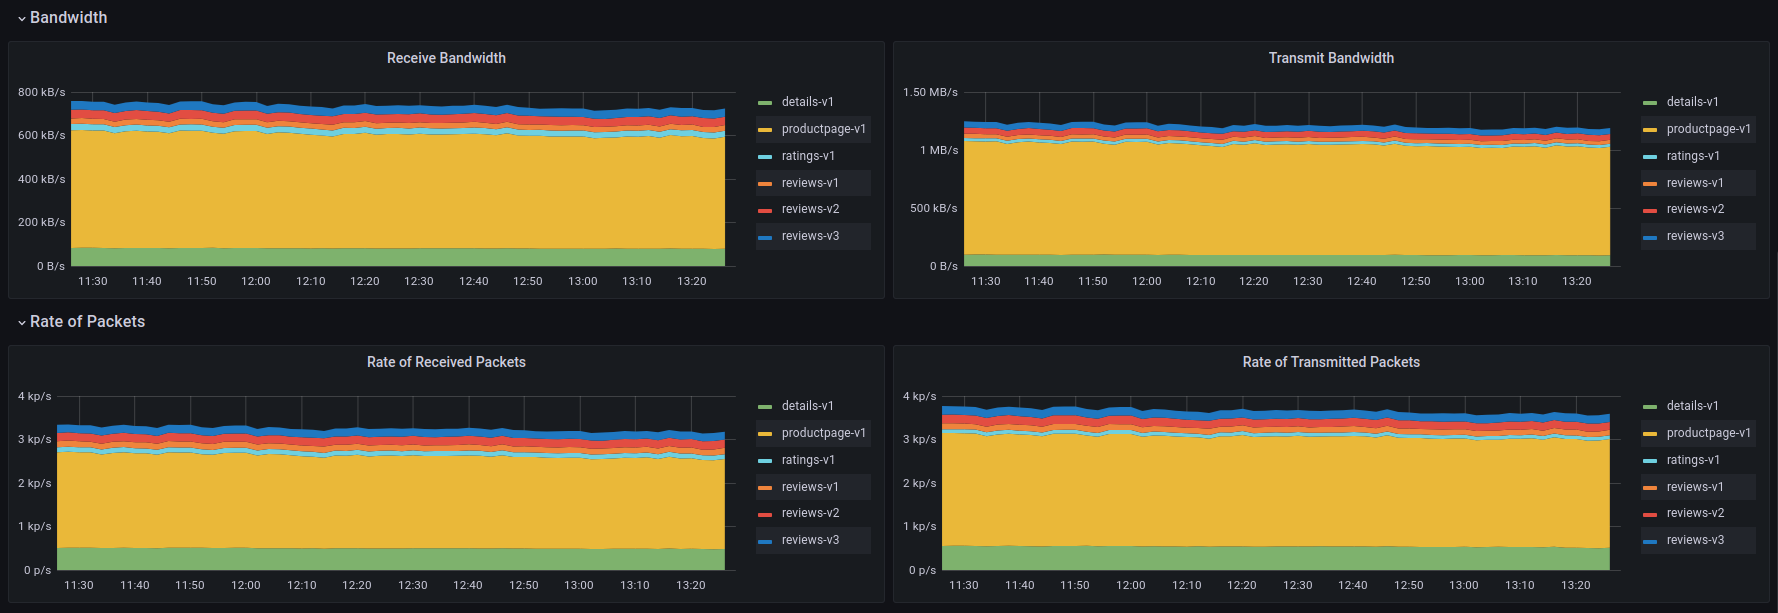 Bandwidth
Receive Bandwidth
800 kB/s
600 kB/s
400 kB/s
200 kB/s
0 B/s
11:30 11:40 11:50 12:00 12:10 12:20 12:30 12:40 12:50 13:00 13:10 13:20
details-v1
productpage-v1
ratings-v1
reviews-v1
reviews-v2
reviews-v3
Transmit Bandwidth
1.50 MB/s
1 MB/s
500 kB/s
0 B/s
11:30 11:40 11:50 12:00 12:10 12:20 12:30 12:40 12:50 13:00 13:10 13:20
details-v1
productpage-v1
ratings-v1
reviews-v1
reviews-v2
reviews-v3
Rate of Packets
Rate of Received Packets
4 kp/s
3 kp/s
2 kp/s
1 kp/s
0 p/s
11:30 11:40 11:50 12:00 12:10 12:20 12:30 12:40 12:50 13:00 13:10 13:20
details-v1
productpage-v1
ratings-v1
reviews-v1
reviews-v2
reviews-v3
Rate of Transmitted Packets
4 kp/s
3 kp/s
2 kp/s
1 kp/s
0 p/s
11:30 11:40 11:50 12:00 12:10 12:20 12:30 12:40 12:50 13:00 13:10 13:20
details-v1
productpage-v1
ratings-v1
reviews-v1
reviews-v2
reviews-v3